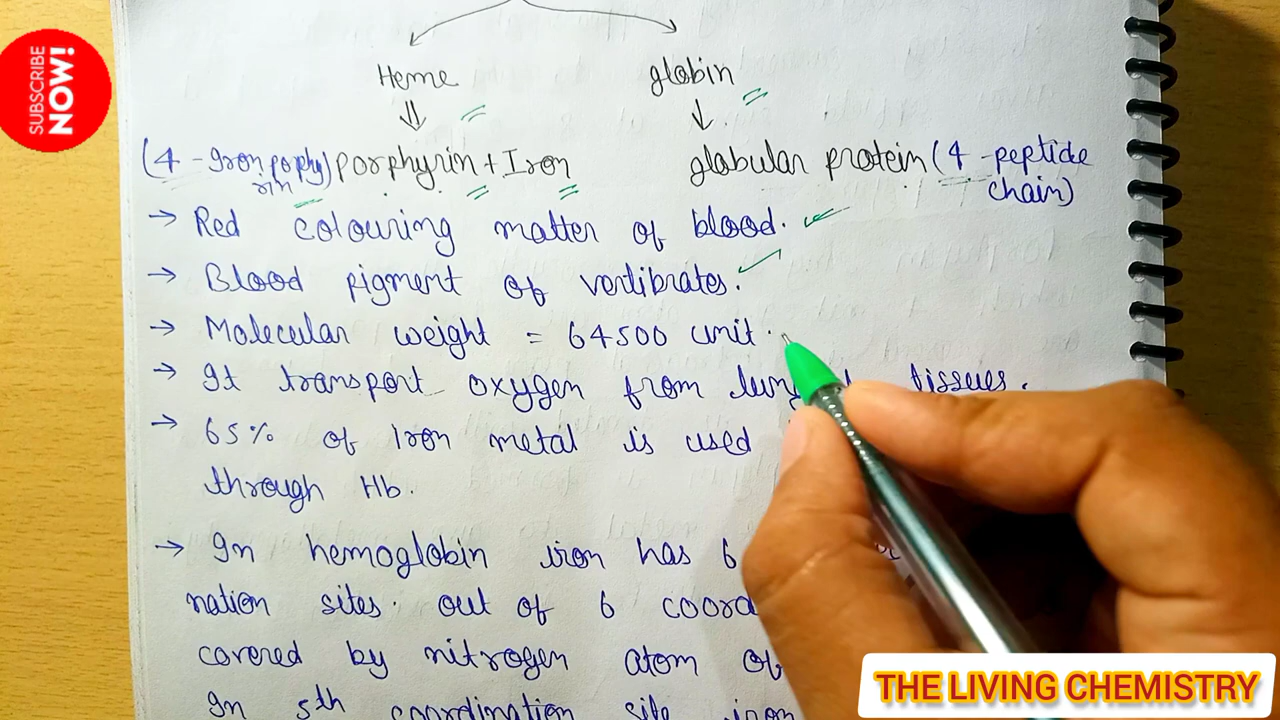 SUBSCRIBE
NOW!
Heme globin
(4 - Iron porphyrin) porphyrin + Iron globular protein (4 - peptide
chain)
→ Red colouring matter of blood.
→ Blood pigment of vertibrates.
→ Molecular weight = 64500 unit.
→ It transport oxygen from tissues.
→ 65% of Iron metal is used
through Hb.
→ In hemoglobin iron has 6
nation sites. out of 6
covered by nitrogen atom of
In 5th coordination site iron
THE LIVING CHEMISTRY